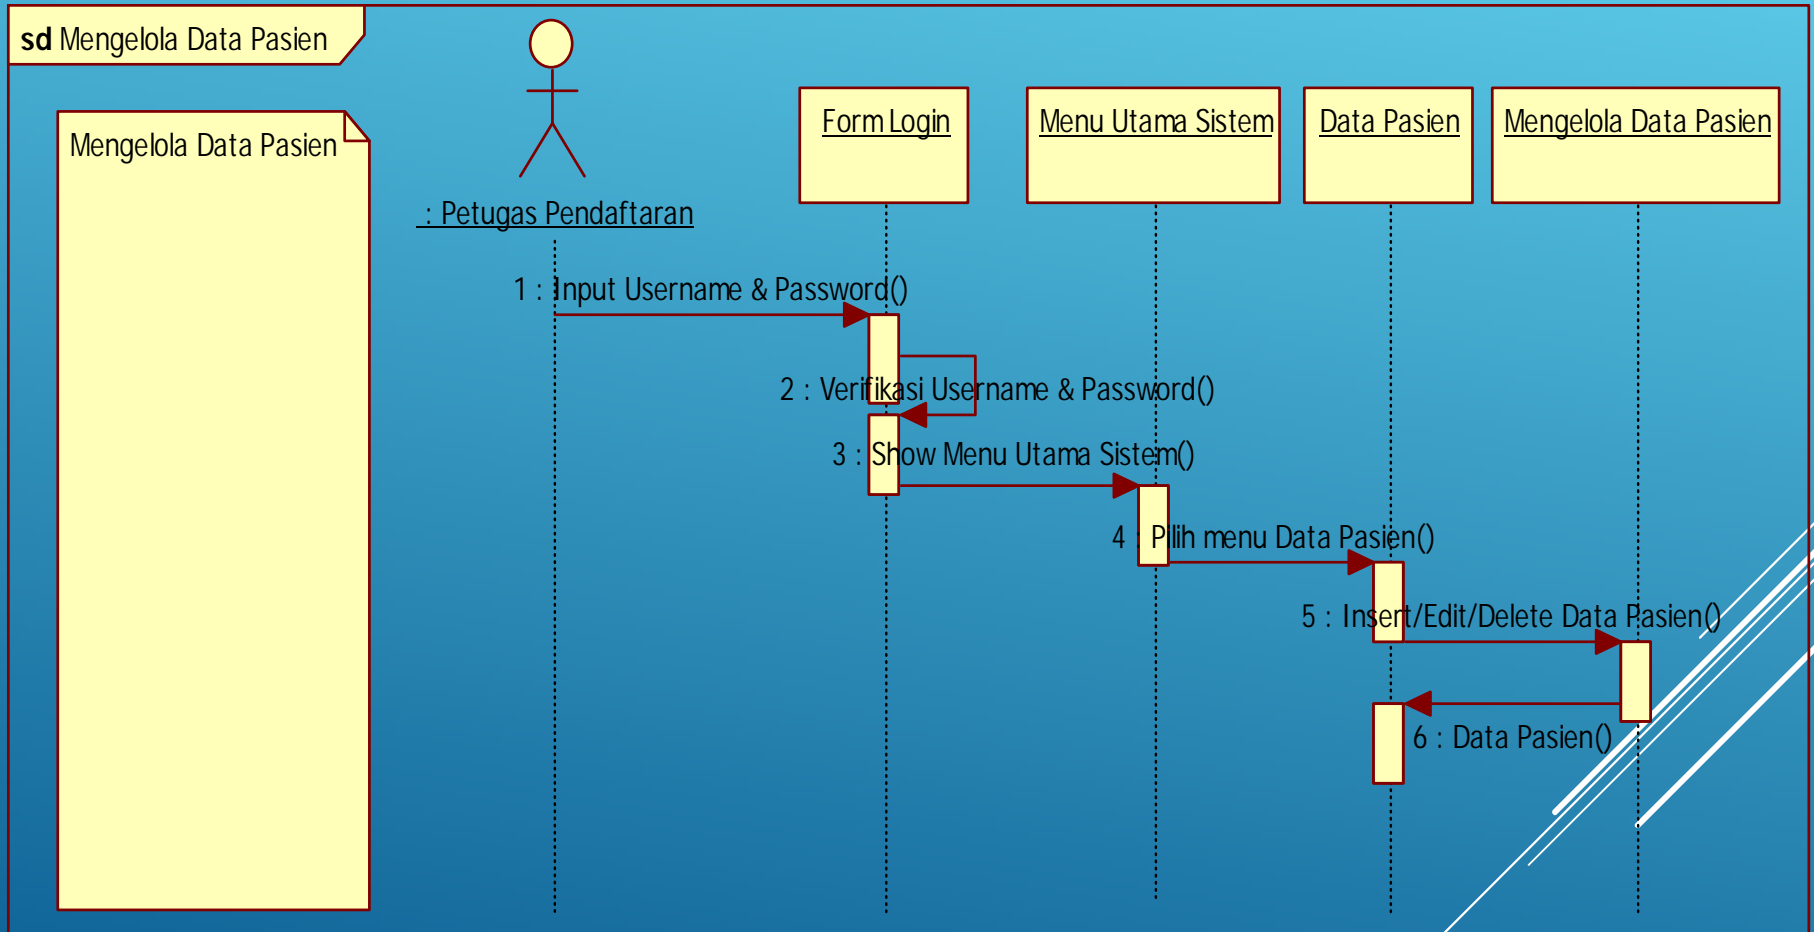 sd Mengelola Data Pasien
Mengelola Data Pasien
: Petugas Pendaftaran
Form Login
Menu Utama Sistem
Data Pasien
Mengelola Data Pasien
1 : Input Username & Password()
2 : Verifikasi Username & Password()
3 : Show Menu Utama Sistem()
4 : Pilih menu Data Pasien()
5 : Insert/Edit/Delete Data Pasien()
6 : Data Pasien()